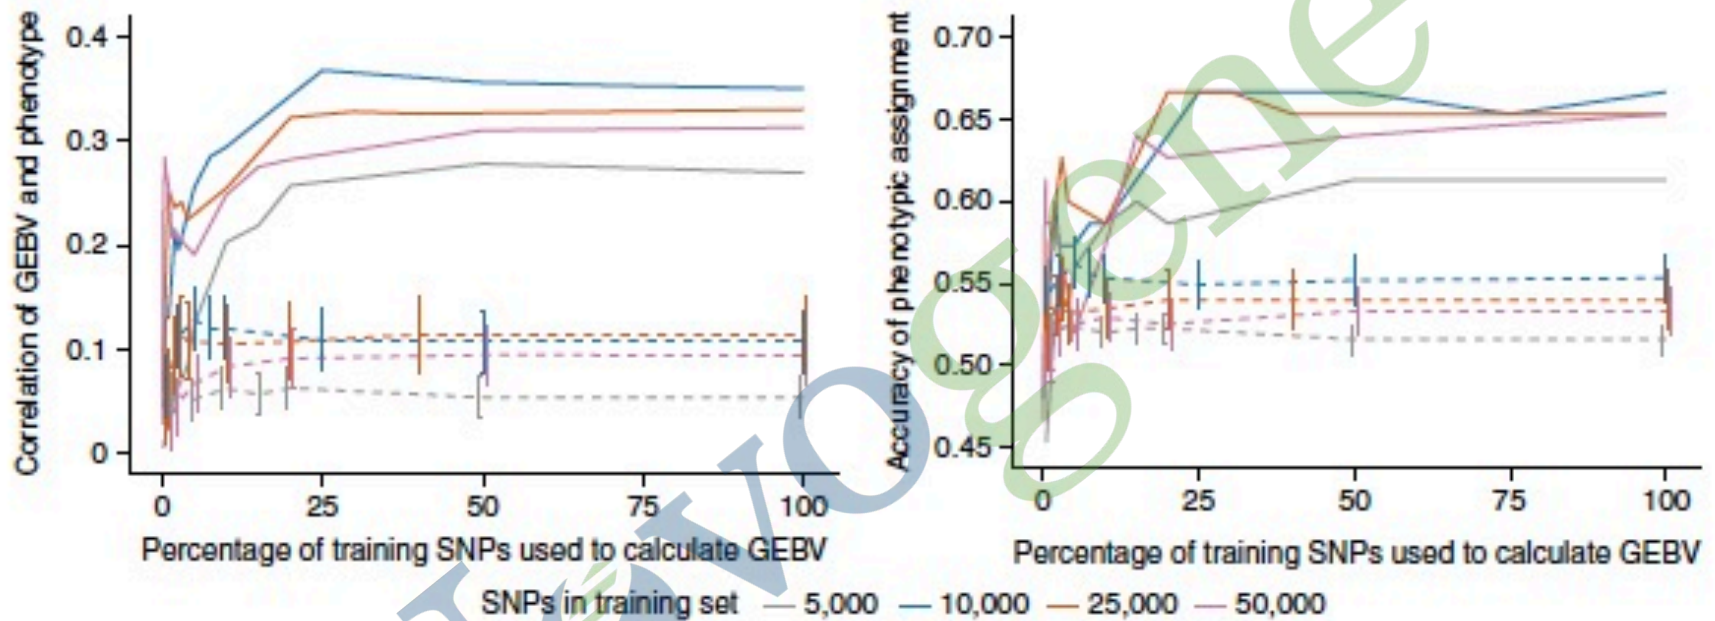 Correlation of GEBV and phenotype
0.4
0.3
0.2
0.1
0
0 25 50 75 100
Percentage of training SNPs used to calculate GEBV
Accuracy of phenotypic assignment
0.70
0.65
0.60
0.55
0.50
0.45
0 25 50 75 100
Percentage of training SNPs used to calculate GEBV
SNPs in training set 5,000 10,000 25,000 50,000
evo
gene